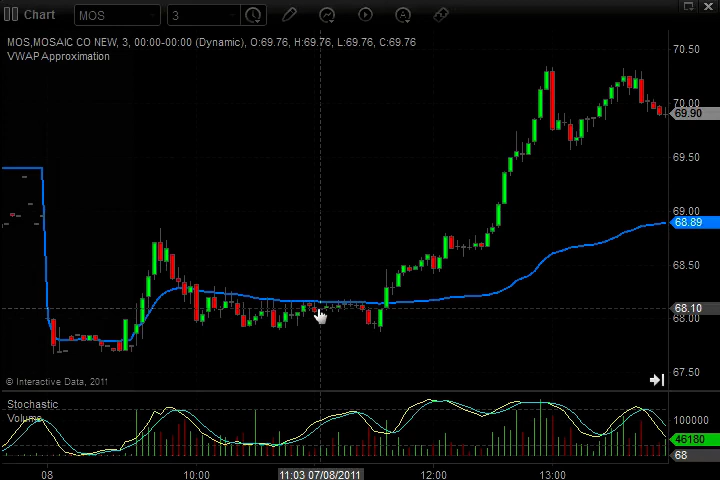 Chart MOS 3 A
MOS,MOSAIC CO NEW, 3, 00:00-00:00 (Dynamic), O:69.76, H:69.76, L:69.76, C:69.76
VWAP Approximation
70.50
70.00
69.90
69.50
69.00
68.89
68.50
68.10
68.00
67.50
© Interactive Data, 2011
Stochastic
Volume
100000
46180
68
08 10:00 11:03 07/08/2011 12:00 13:00